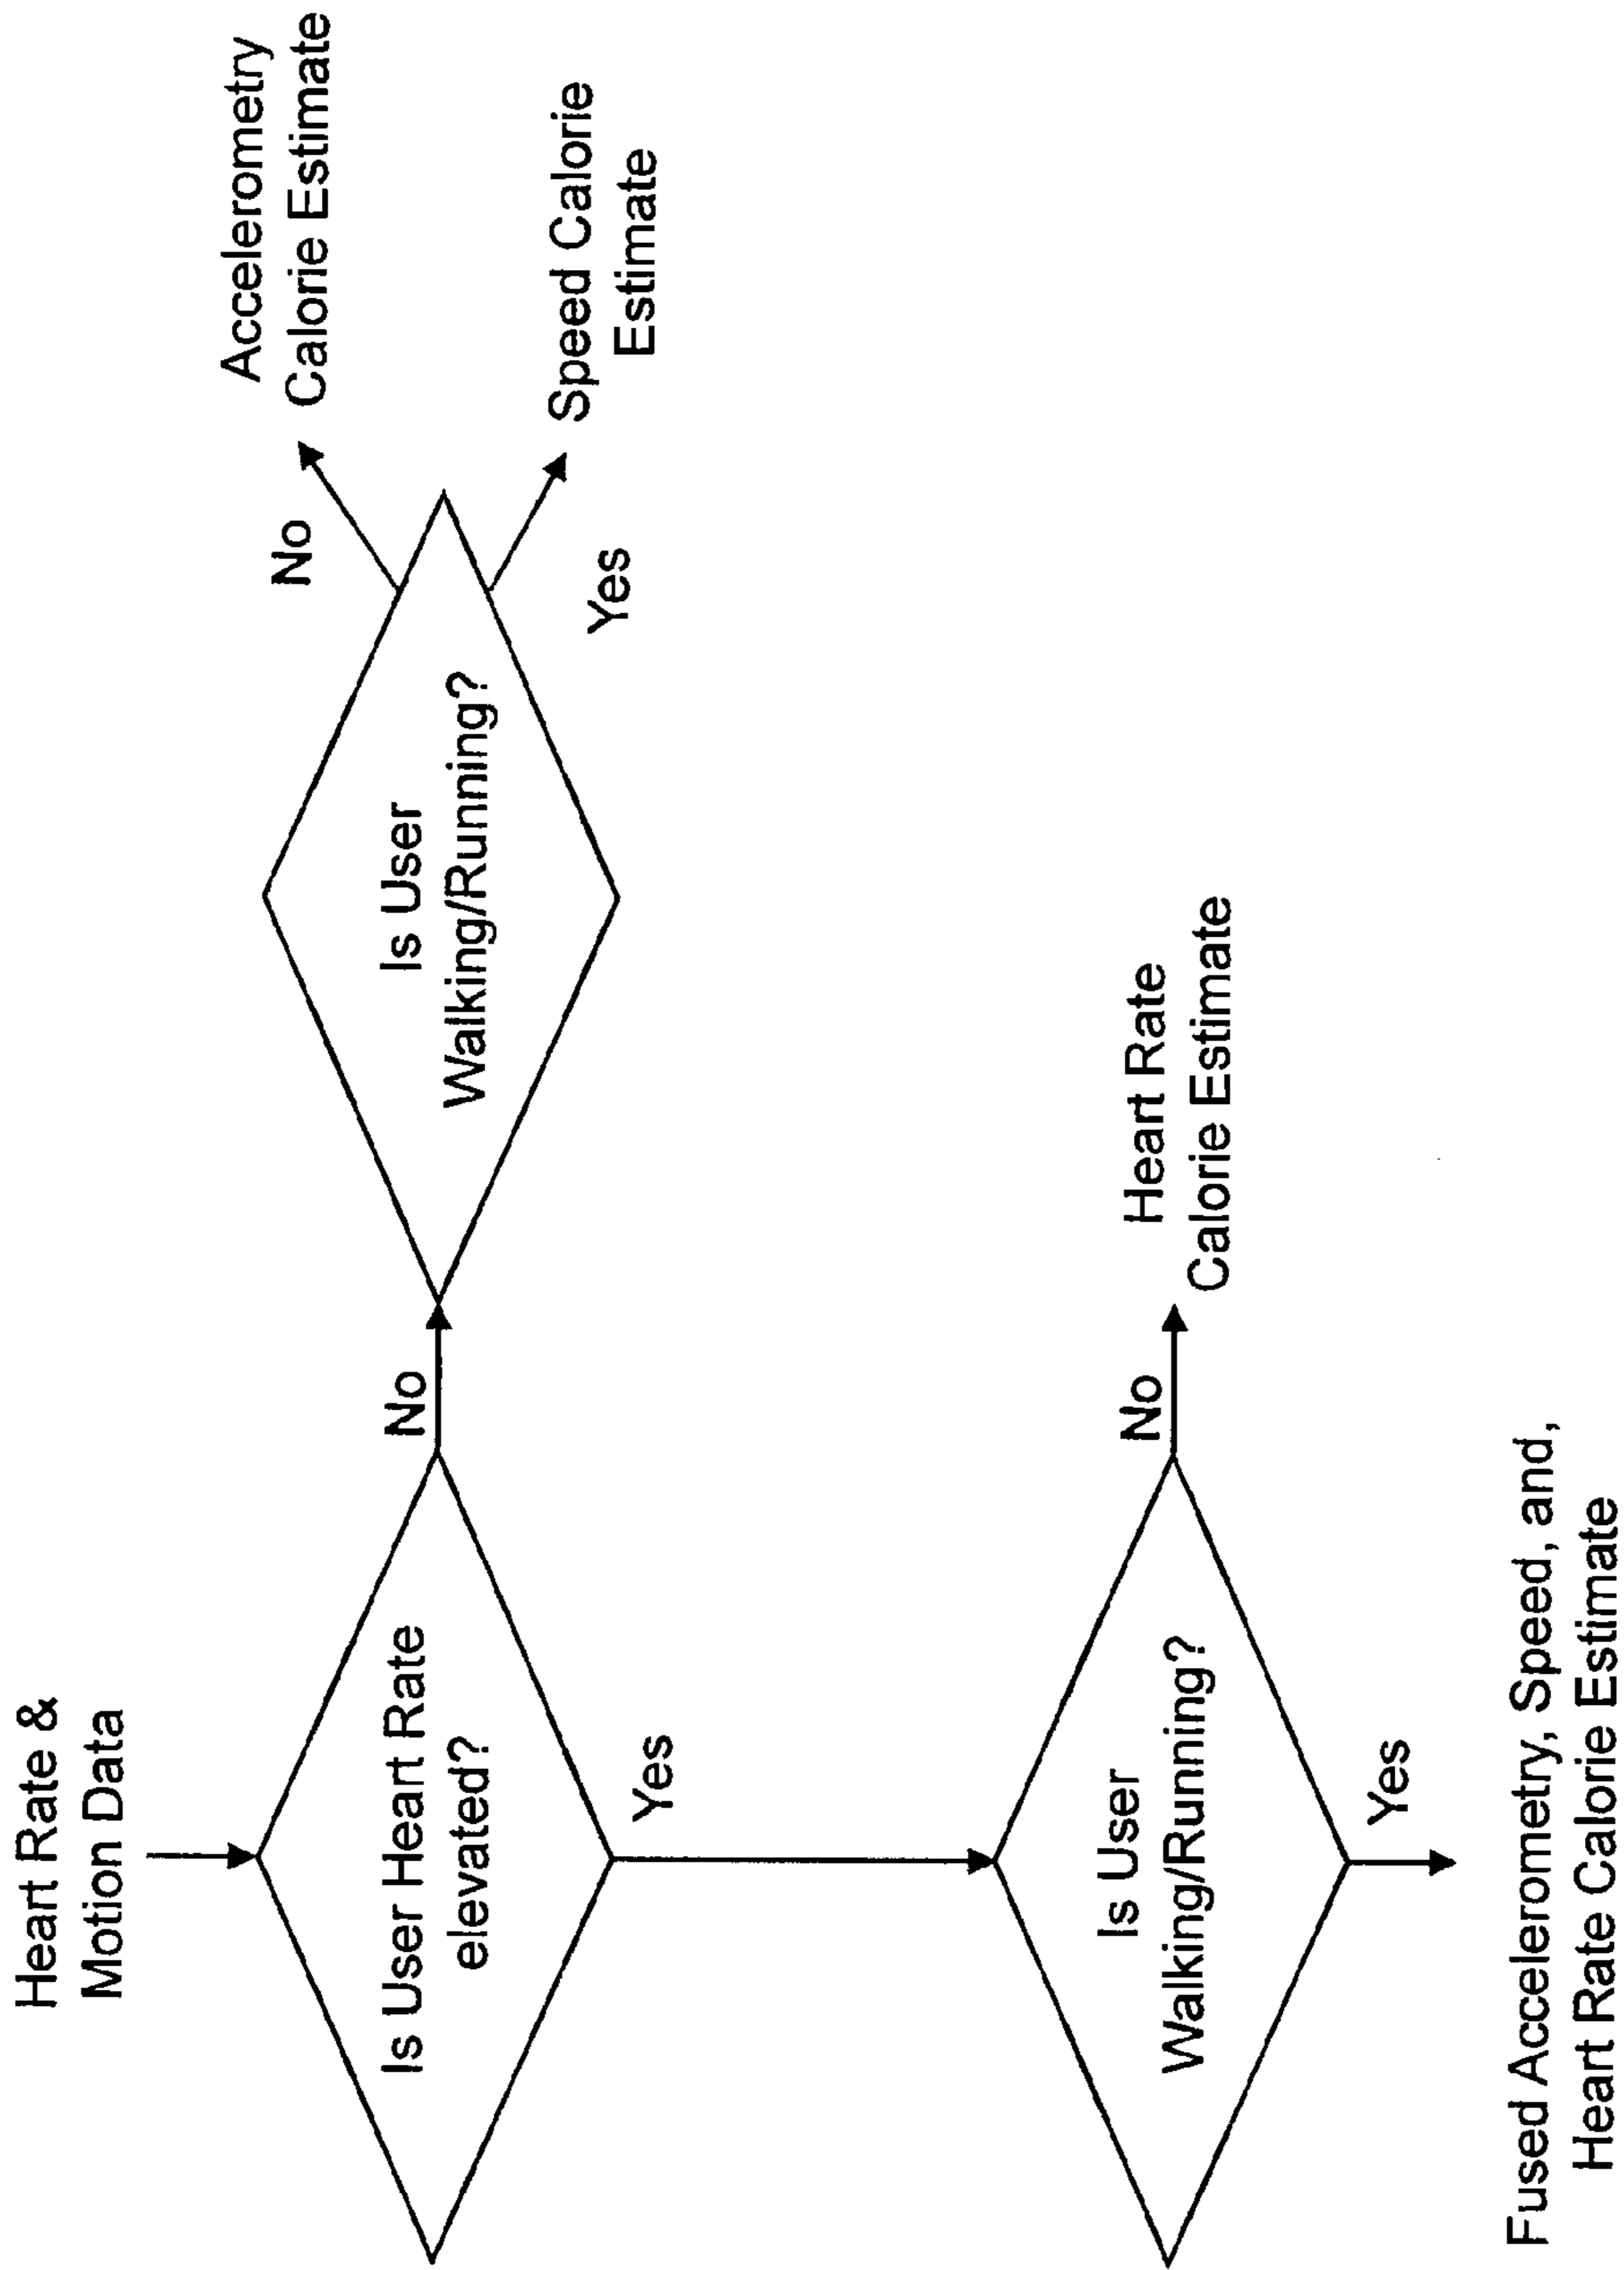 Heart Rate &
Motion Data
Is User Heart Rate
elevated?
No
Is User
Walking/Running?
No
Accelerometry
Calorie Estimate
Yes
Speed Calorie
Estimate
Yes
Is User
Walking/Running?
No
Heart Rate
Calorie Estimate
Yes
Fused Accelerometry, Speed, and,
Heart Rate Calorie Estimate